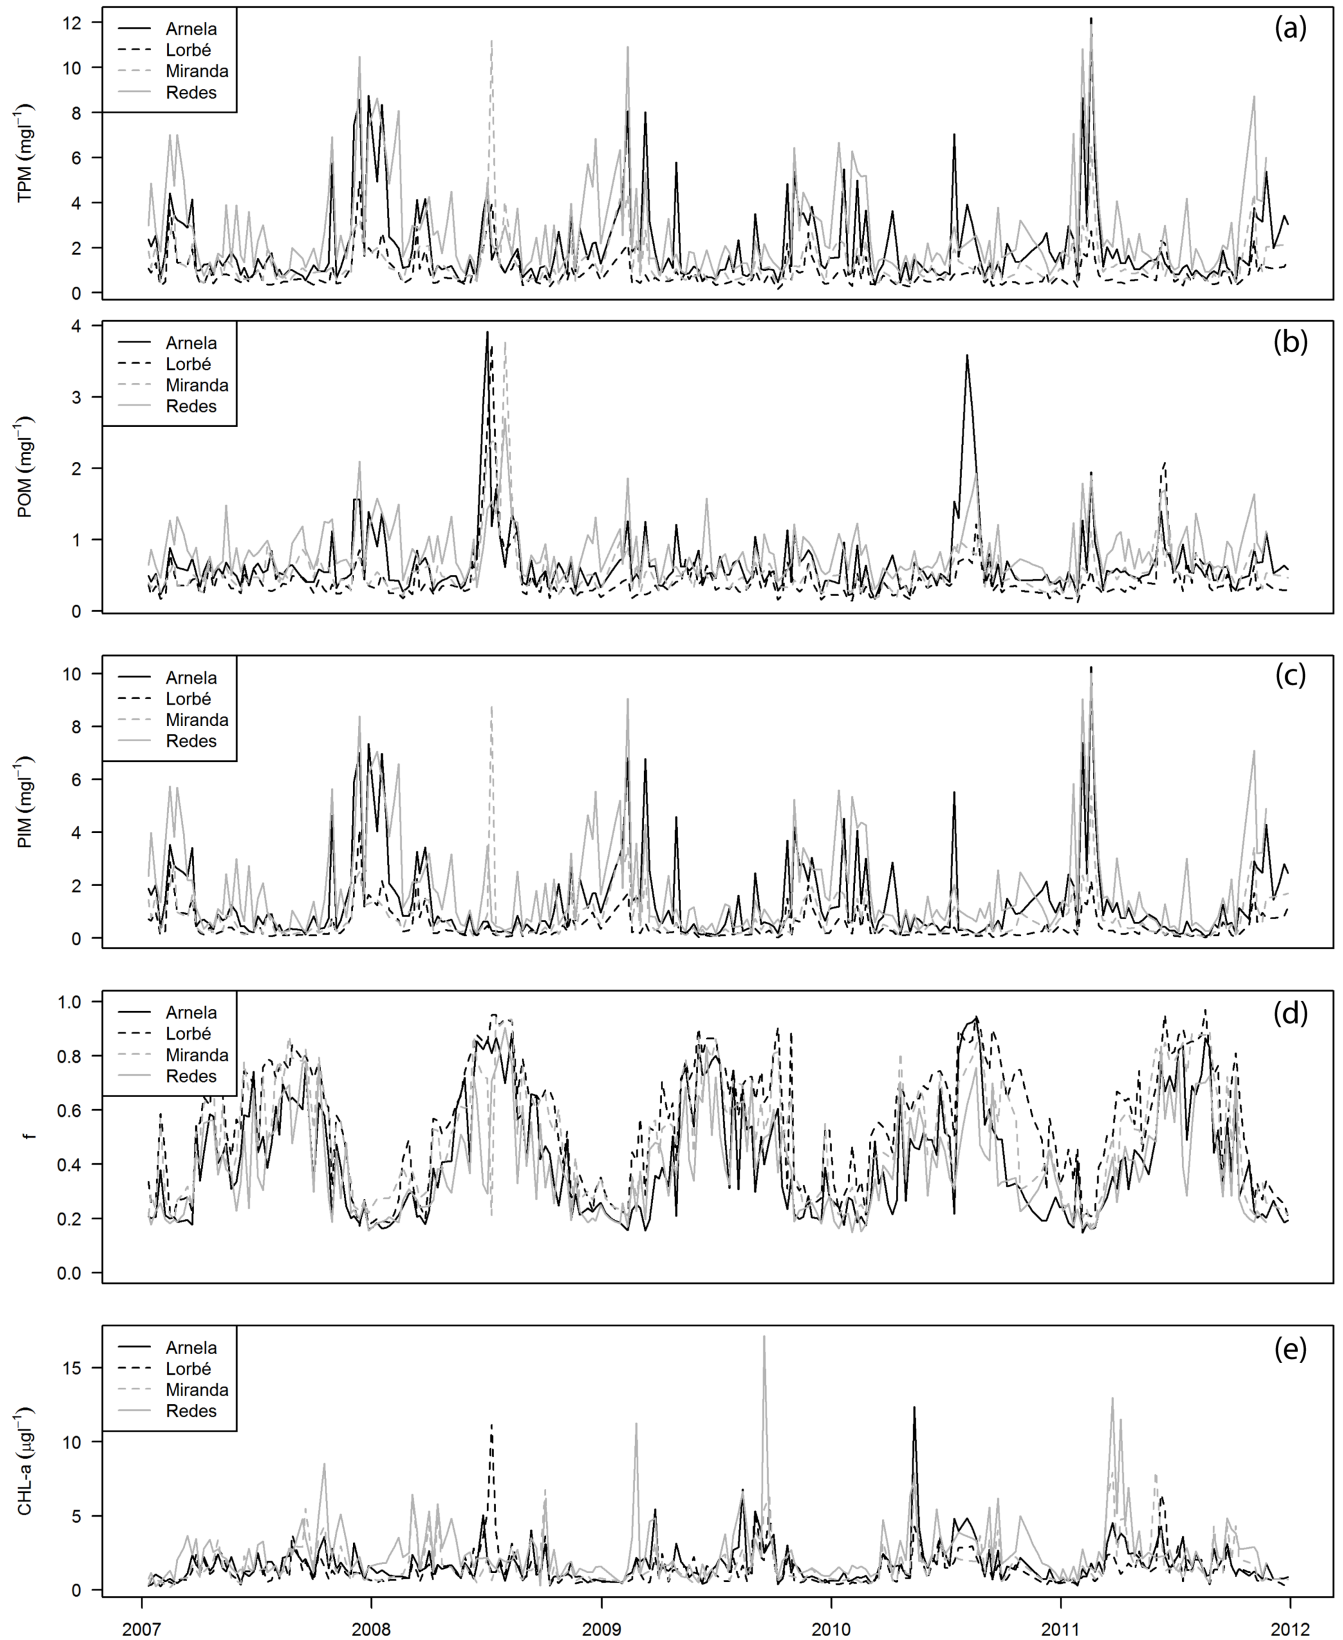 (a)
Arnela
Lorbé
Miranda
Redes
TPM (mgl⁻¹)
12
10
8
6
4
2
0
(b)
Arnela
Lorbé
Miranda
Redes
POM (mgl⁻¹)
4
3
2
1
0
(c)
Arnela
Lorbé
Miranda
Redes
PIM (mgl⁻¹)
10
8
6
4
2
0
(d)
Arnela
Lorbé
Miranda
Redes
f
1.0
0.8
0.6
0.4
0.2
0.0
(e)
Arnela
Lorbé
Miranda
Redes
CHL-a (μgl⁻¹)
15
10
5
0
2007 2008 2009 2010 2011 2012